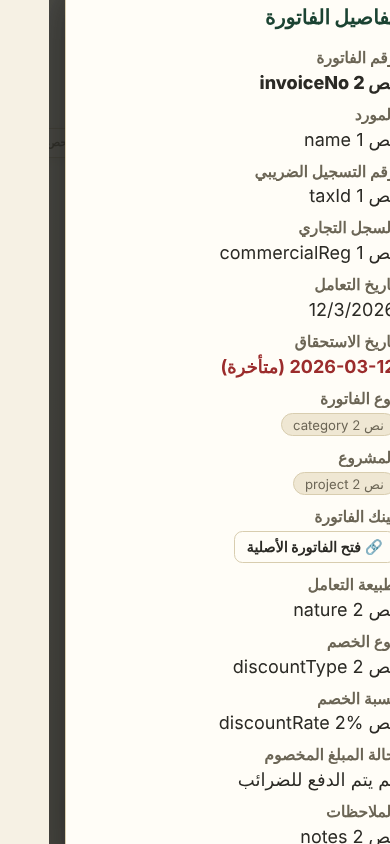 تفاصيل الفاتورة
رقم الفاتورة
نص 2 invoiceNo
المورد
نص 1 name
رقم التسجيل الضريبي
نص 1 taxId
السجل التجاري
نص 1 commercialReg
تاريخ التعامل
12/3/2026
تاريخ الاستحقاق
2026-03-12 (متأخرة)
نوع الفاتورة
نص 2 category
المشروع
نص 2 project
لينك الفاتورة
🔗 فتح الفاتورة الأصلية
طبيعة التعامل
نص 2 nature
نوع الخصم
نص 2 discountType
نسبة الخصم
نص 2% discountRate
حالة المبلغ المخصوم
لم يتم الدفع للضرائب
الملاحظات
نص 2 notes